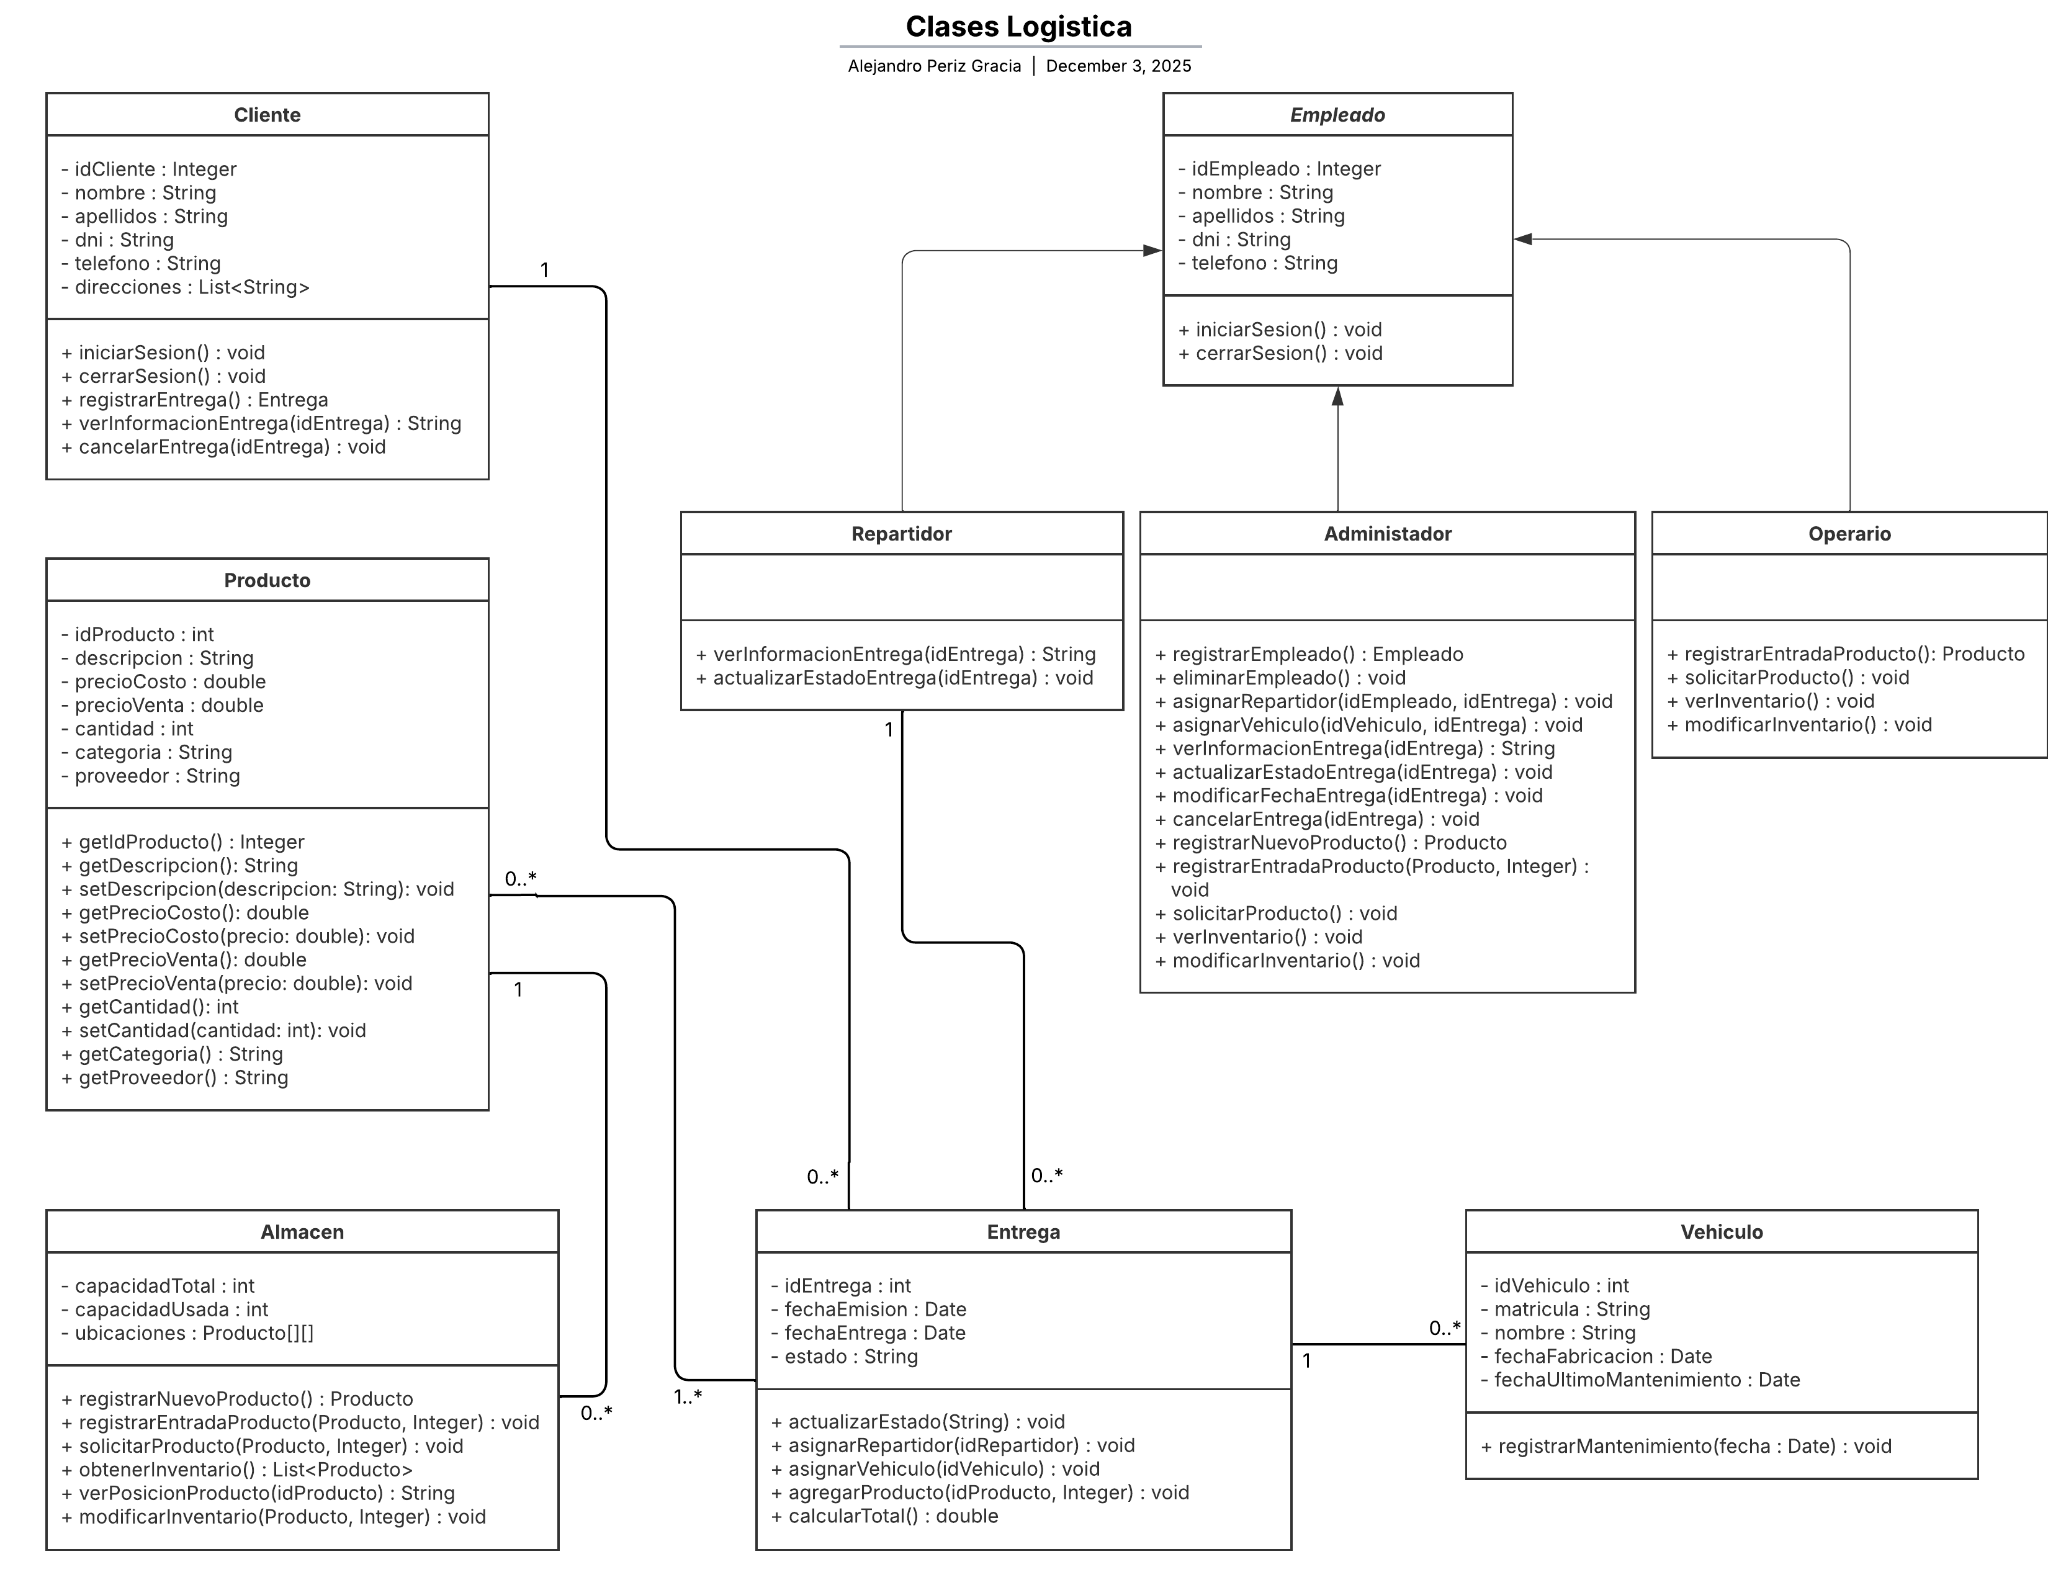 Clases Logistica
Alejandro Periz Gracia | December 3, 2025
Cliente
- idCliente : Integer
- nombre : String
- apellidos : String
- dni : String
- telefono : String
- direcciones : List<String>
+ iniciarSesion() : void
+ cerrarSesion() : void
+ registrarEntrega() : Entrega
+ verInformacionEntrega(idEntrega) : String
+ cancelarEntrega(idEntrega) : void
1
Empleado
- idEmpleado : Integer
- nombre : String
- apellidos : String
- dni : String
- telefono : String
+ iniciarSesion() : void
+ cerrarSesion() : void
Repartidor
+ verInformacionEntrega(idEntrega) : String
+ actualizarEstadoEntrega(idEntrega) : void
1
Administador
+ registrarEmpleado() : Empleado
+ eliminarEmpleado() : void
+ asignarRepartidor(idEmpleado, idEntrega) : void
+ asignarVehiculo(idVehiculo, idEntrega) : void
+ verInformacionEntrega(idEntrega) : String
+ actualizarEstadoEntrega(idEntrega) : void
+ modificarFechaEntrega(idEntrega) : void
+ cancelarEntrega(idEntrega) : void
+ registrarNuevoProducto() : Producto
+ registrarEntradaProducto(Producto, Integer) :
void
+ solicitarProducto() : void
+ verInventario() : void
+ modificarInventario() : void
Operario
+ registrarEntradaProducto(): Producto
+ solicitarProducto() : void
+ verInventario() : void
+ modificarInventario() : void
Producto
- idProducto : int
- descripcion : String
- precioCosto : double
- precioVenta : double
- cantidad : int
- categoria : String
- proveedor : String
+ getIdProducto() : Integer
+ getDescripcion(): String
+ setDescripcion(descripcion: String): void
+ getPrecioCosto(): double
+ setPrecioCosto(precio: double): void
+ getPrecioVenta(): double
+ setPrecioVenta(precio: double): void
+ getCantidad(): int
+ setCantidad(cantidad: int): void
+ getCategoria() : String
+ getProveedor() : String
0..*
1
Almacen
- capacidadTotal : int
- capacidadUsada : int
- ubicaciones : Producto[][]
+ registrarNuevoProducto() : Producto
+ registrarEntradaProducto(Producto, Integer) : void
+ solicitarProducto(Producto, Integer) : void
+ obtenerInventario() : List<Producto>
+ verPosicionProducto(idProducto) : String
+ modificarInventario(Producto, Integer) : void
0..*
1..*
0..*
0..*
Entrega
- idEntrega : int
- fechaEmision : Date
- fechaEntrega : Date
- estado : String
+ actualizarEstado(String) : void
+ asignarRepartidor(idRepartidor) : void
+ asignarVehiculo(idVehiculo) : void
+ agregarProducto(idProducto, Integer) : void
+ calcularTotal() : double
1
0..*
Vehiculo
- idVehiculo : int
- matricula : String
- nombre : String
- fechaFabricacion : Date
- fechaUltimoMantenimiento : Date
+ registrarMantenimiento(fecha : Date) : void